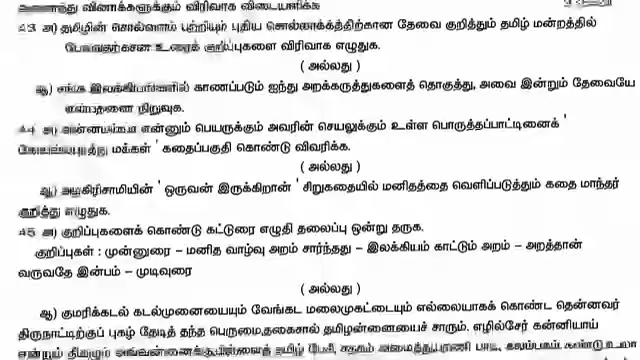 அனைத்து வினாக்களுக்கும் விரிவாக விடையளிக்க
43 அ) தமிழின் சொல்வளம் பற்றியும் புதிய சொல்லாக்கத்திற்கான தேவை குறித்தும் தமிழ் மன்றத்தில்
பேசுவதற்கான உரைக் குறிப்புகளை விரிவாக எழுதுக.
( அல்லது )
ஆ) சங்க இலக்கியங்களில் காணப்படும் ஐந்து அறக்கருத்துகளைத் தொகுத்து, அவை இன்றும் தேவையே
என்பதனை நிறுவுக.
44 அ) அன்னமய்யா என்னும் பெயருக்கும் அவரின் செயலுக்கும் உள்ள பொருத்தப்பாட்டினைக் '
கோபல்லபுரத்து மக்கள் ' கதைப்பகுதி கொண்டு விவரிக்க.
( அல்லது )
ஆ) அழகிரிசாமியின் ' ஒருவன் இருக்கிறான் ' சிறுகதையில் மனிதத்தை வெளிப்படுத்தும் கதை மாந்தர்
குறித்து எழுதுக.
45 அ) குறிப்புகளைக் கொண்டு கட்டுரை எழுதி தலைப்பு ஒன்று தருக.
குறிப்புகள் : முன்னுரை – மனித வாழ்வு அறம் சார்ந்தது – இலக்கியம் காட்டும் அறம் – அறத்தான்
வருவதே இன்பம் – முடிவுரை
( அல்லது )
ஆ) குமரிக்கடல் கடல்முனையையும் வேங்கட மலைமுகட்டையும் எல்லையாகக் கொண்ட தென்னவர்
திருநாட்டிற்குப் புகழ் தேடித் தந்த பெருமை,தகைசால் தமிழன்னையைச் சாரும். எழில்சேர் கன்னியாய்